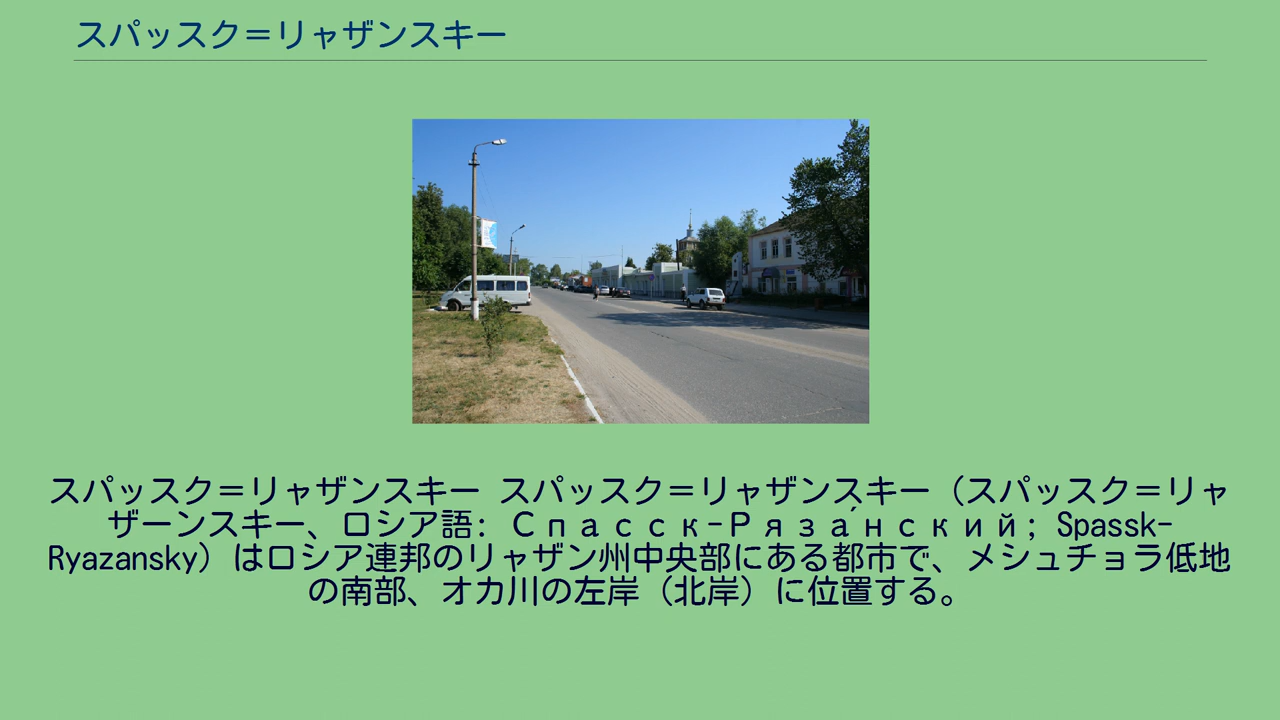 スパッスク＝リャザンスキー
スパッスク＝リャザンスキー スパッスク＝リャザンスキー（スパッスク＝リャ
ザーンスキー、ロシア語: Спасск-Ряза́нский; Spassk-
Ryazansky）はロシア連邦のリャザン州中央部にある都市で、メシュチョラ低地
の南部、オカ川の左岸（北岸）に位置する。